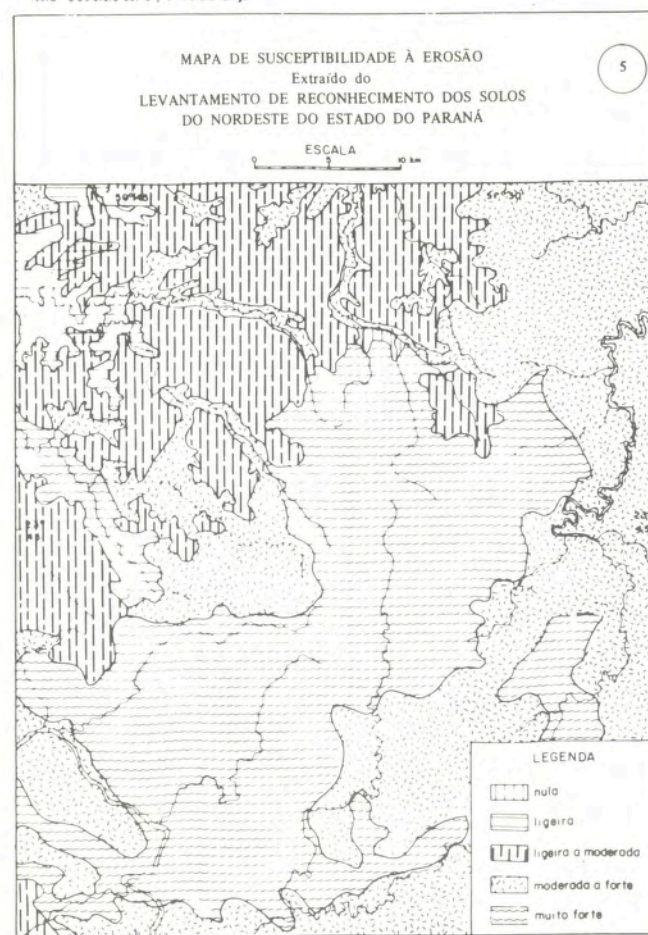 MAPA DE SUSCEPTIBILIDADE À EROSÃO
Extraído do
LEVANTAMENTO DE RECONHECIMENTO DOS SOLOS
DO NORDESTE DO ESTADO DO PARANÁ
5
ESCALA
0 5 10 km
LEGENDA
nula
ligeira
ligeira a moderada
moderada a forte
muito forte